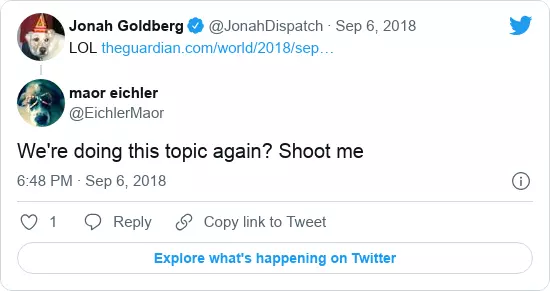 Jonah Goldberg @JonahDispatch · Sep 6, 2018
LOL theguardian.com/world/2018/sep…
maor eichler
@EichlerMaor
We're doing this topic again? Shoot me
6:48 PM · Sep 6, 2018
1 Reply Copy link to Tweet
Explore what's happening on Twitter